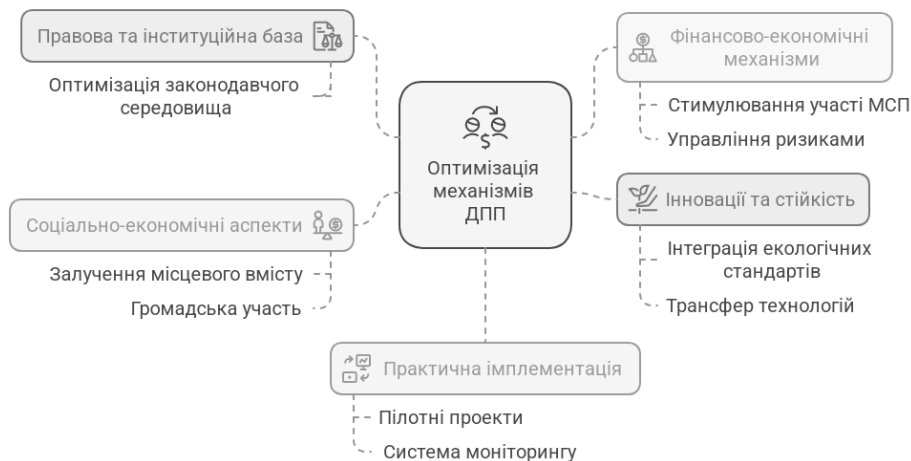 Правова та інституційна база
Оптимізація законодавчого
середовища
Фінансово-економічні
механізми
Стимулювання участі МСП
Управління ризиками
Оптимізація
механізмів
ДПП
Соціально-економічні аспекти
Залучення місцевого вмісту
Громадська участь
Інновації та стійкість
Інтеграція екологічних
стандартів
Трансфер технологій
Практична імплементація
Пілотні проекти
Система моніторингу